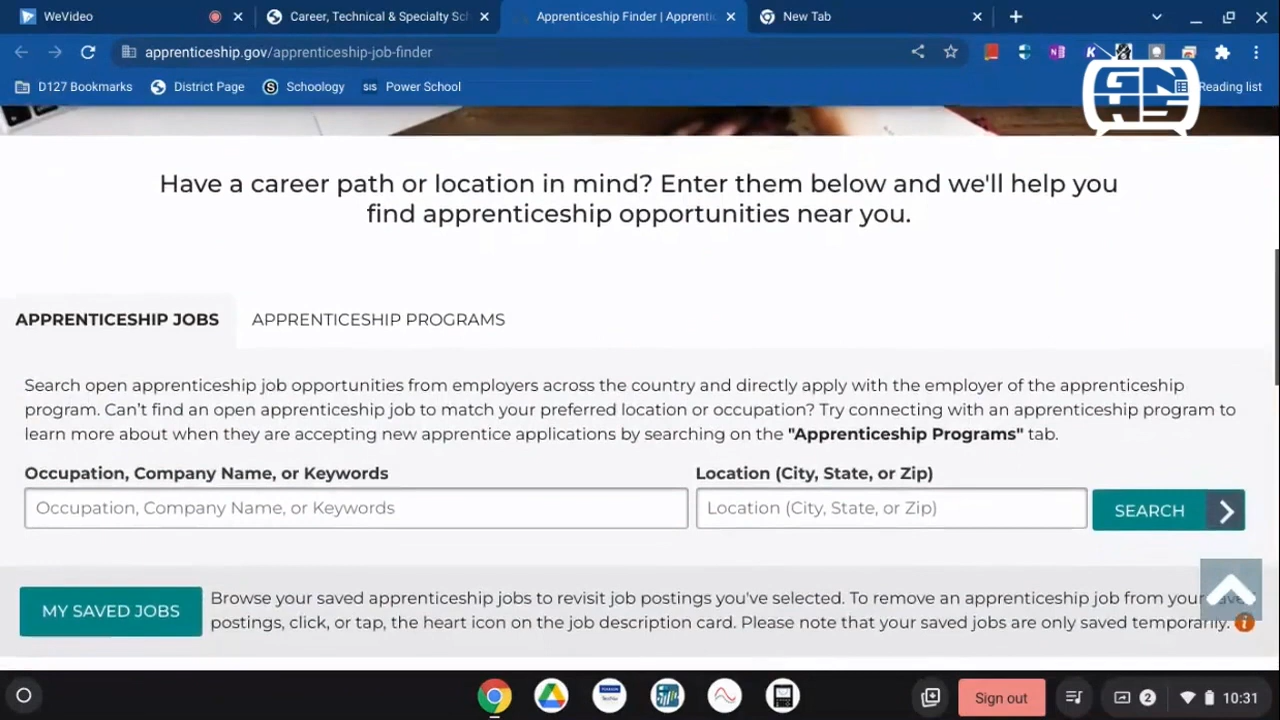 WeVideo
Career, Technical & Specialty Sch
Apprenticeship Finder | Apprentic
New Tab
apprenticeship.gov/apprenticeship-job-finder
D127 Bookmarks
District Page
Schoology
SIS Power School
Reading list
Have a career path or location in mind? Enter them below and we'll help you
find apprenticeship opportunities near you.
APPRENTICESHIP JOBS
APPRENTICESHIP PROGRAMS
Search open apprenticeship job opportunities from employers across the country and directly apply with the employer of the apprenticeship
program. Can't find an open apprenticeship job to match your preferred location or occupation? Try connecting with an apprenticeship program to
learn more about when they are accepting new apprentice applications by searching on the "Apprenticeship Programs" tab.
Occupation, Company Name, or Keywords
Location (City, State, or Zip)
Occupation, Company Name, or Keywords
Location (City, State, or Zip)
SEARCH
MY SAVED JOBS
Browse your saved apprenticeship jobs to revisit job postings you've selected. To remove an apprenticeship job from your saved
postings, click, or tap, the heart icon on the job description card. Please note that your saved jobs are only saved temporarily.
Sign out
2
10:31